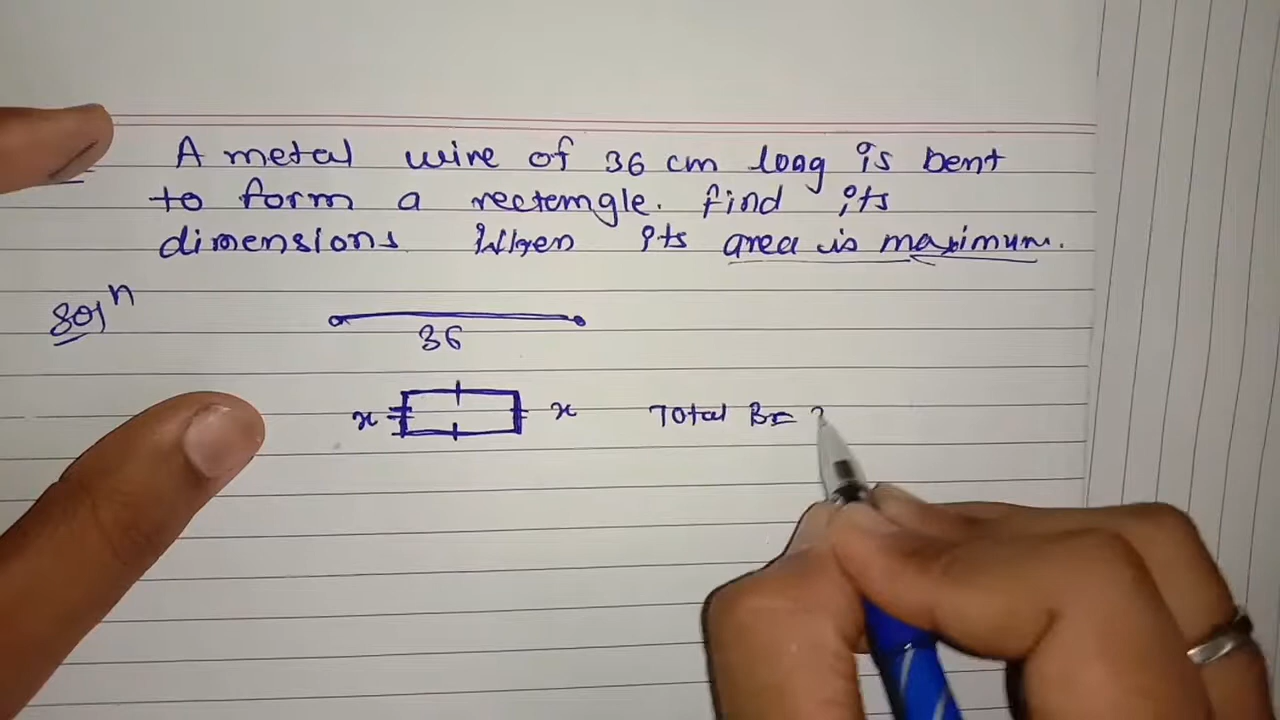 A metal wire of 36 cm long is bent
to form a rectemgle. find its
dimensions when its area is maximum.
Solⁿ
36
x x Total B=